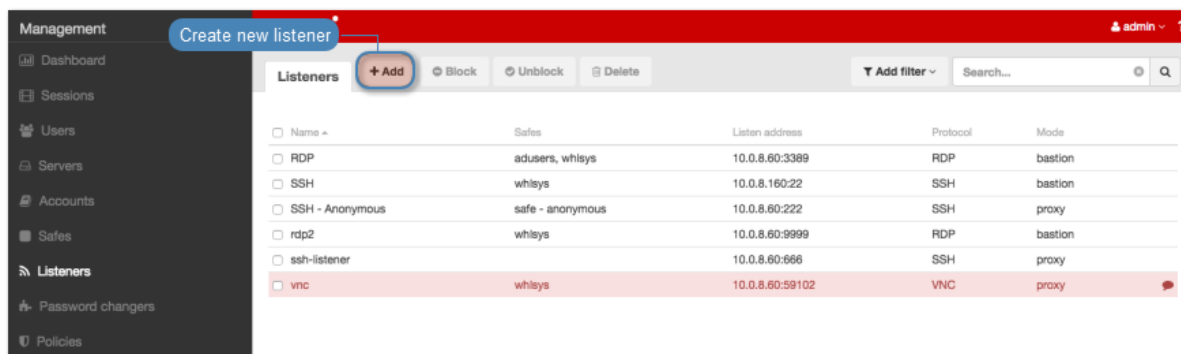 Management
Create new listener
admin
?
Dashboard
Sessions
Users
Servers
Accounts
Safes
Listeners
Password changers
Policies
Listeners
+ Add
Block
Unblock
Delete
Add filter
Search...
Name Safes Listen address Protocol Mode
RDP adusers, whlsys 10.0.8.60:3389 RDP bastion
SSH whlsys 10.0.8.160:22 SSH bastion
SSH - Anonymous safe - anonymous 10.0.8.60:222 SSH proxy
rdp2 whlsys 10.0.8.60:9999 RDP bastion
ssh-listener 10.0.8.60:666 SSH proxy
vnc whlsys 10.0.8.60:59102 VNC proxy